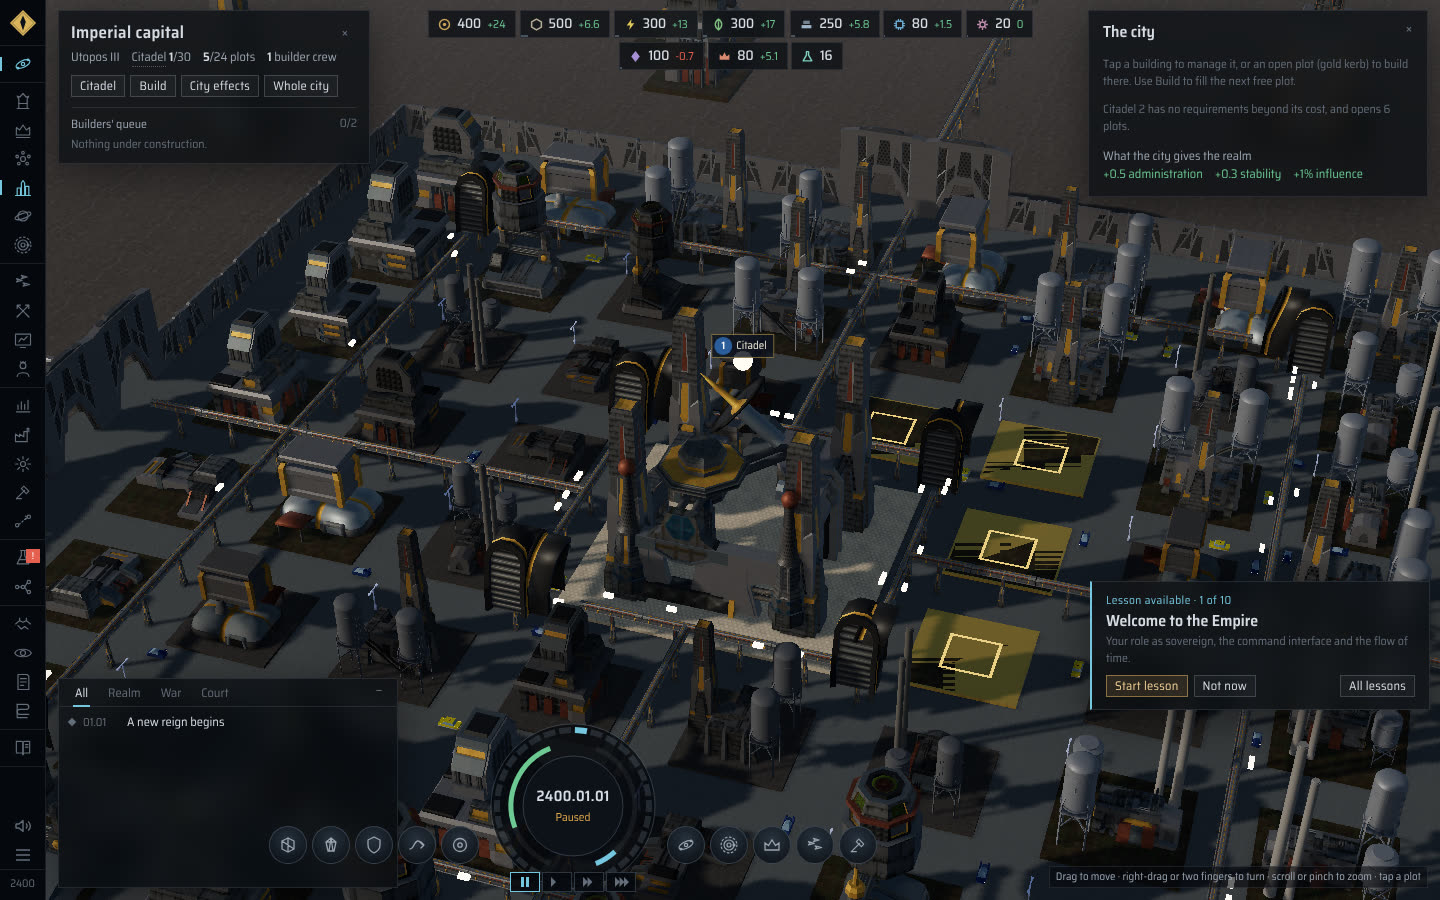 Imperial capital
×
Utopos III Citadel 1/30 5/24 plots 1 builder crew
Citadel Build City effects Whole city
Builders' queue 0/2
Nothing under construction.
400 +24 500 +6.6 300 +13 300 +17 250 +5.8 80 +1.5 20 0
100 -0.7 80 +5.1 16
The city
×
Tap a building to manage it, or an open plot (gold kerb) to build
there. Use Build to fill the next free plot.
Citadel 2 has no requirements beyond its cost, and opens 6
plots.
What the city gives the realm
+0.5 administration +0.3 stability +1% influence
1 Citadel
!
Lesson available · 1 of 10
Welcome to the Empire
Your role as sovereign, the command interface and the flow of
time.
Start lesson Not now All lessons
All Realm War Court
01.01 A new reign begins
2400.01.01
Paused
2400
Drag to move · right-drag or two fingers to turn · scroll or pinch to zoom · tap a plot